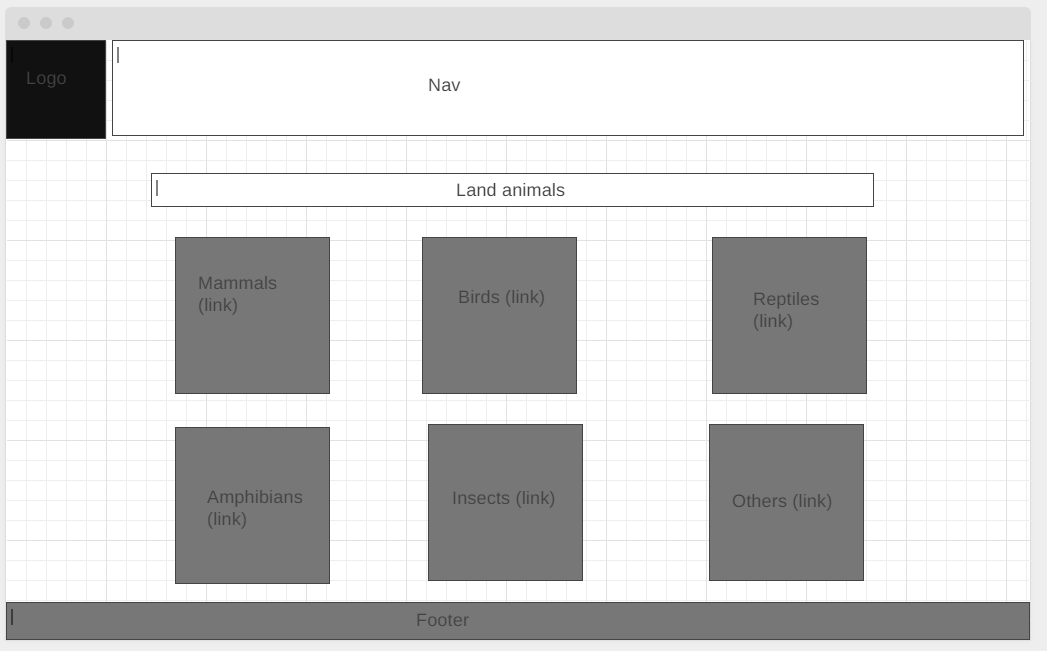 Logo
Nav
Land animals
Mammals
(link)
Birds (link)
Reptiles
(link)
Amphibians
(link)
Insects (link)
Others (link)
Footer